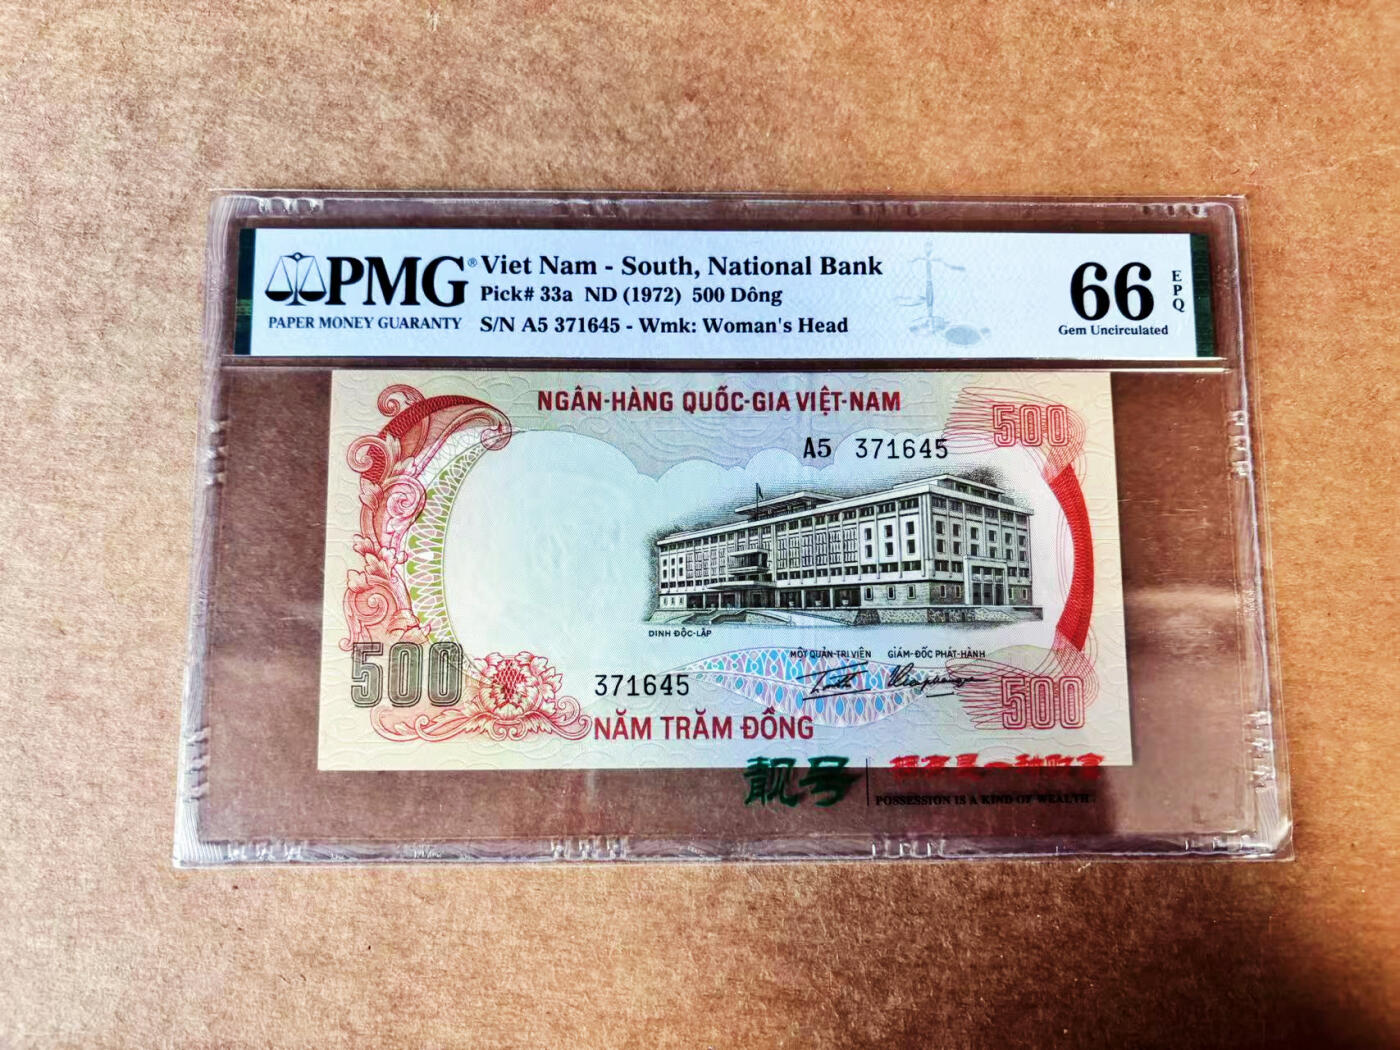 PMG® Viet Nam - South, National Bank
Pick# 33a ND (1972) 500 Dông
PAPER MONEY GUARANTY S/N A5 371645 - Wmk: Woman's Head
66 EPQ
Gem Uncirculated
NGÂN-HÀNG QUỐC-GIA VIỆT-NAM
500
A5 371645
DINH ĐỘC-LẬP
MỘT QUẢN-TRỊ VIÊN GIÁM-ĐỐC PHÁT-HÀNH
500
371645
500
NĂM TRĂM ĐỒNG
靓号
POSSESSION IS A KIND OF WEALTH